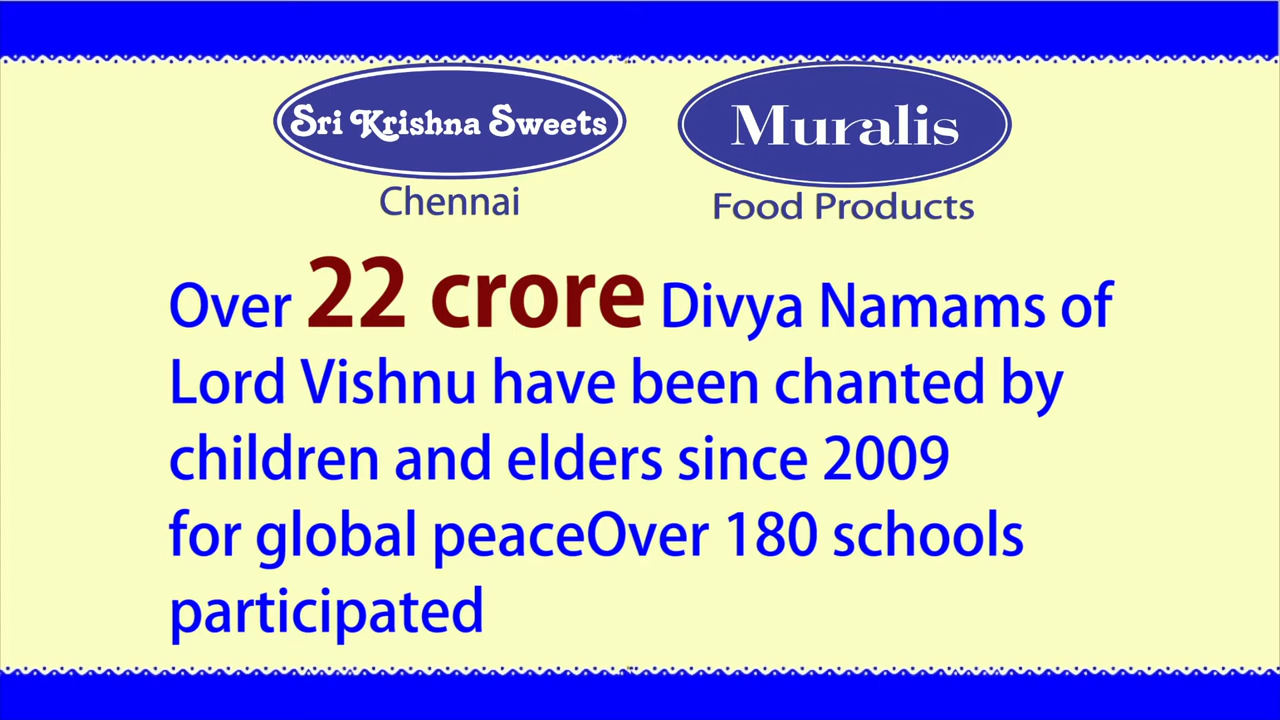 Sri Krishna Sweets
Chennai
Muralis
Food Products
Over 22 crore Divya Namams of
Lord Vishnu have been chanted by
children and elders since 2009
for global peaceOver 180 schools
participated